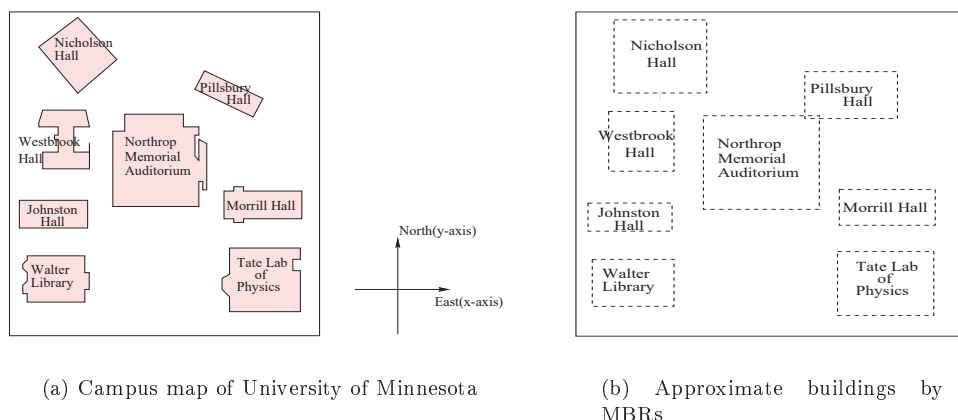 Nicholson
Hall
Pillsbury
Hall
Westbrook
Hall
Northrop
Memorial
Auditorium
Johnston
Hall
Morrill Hall
Walter
Library
Tate Lab
of
Physics
North(y-axis)
East(x-axis)
(a) Campus map of University of Minnesota
Nicholson
Hall
Pillsbury
Hall
Westbrook
Hall
Northrop
Memorial
Auditorium
Johnston
Hall
Morrill Hall
Walter
Library
Tate Lab
of
Physics
(b) Approximate buildings by
MBRs